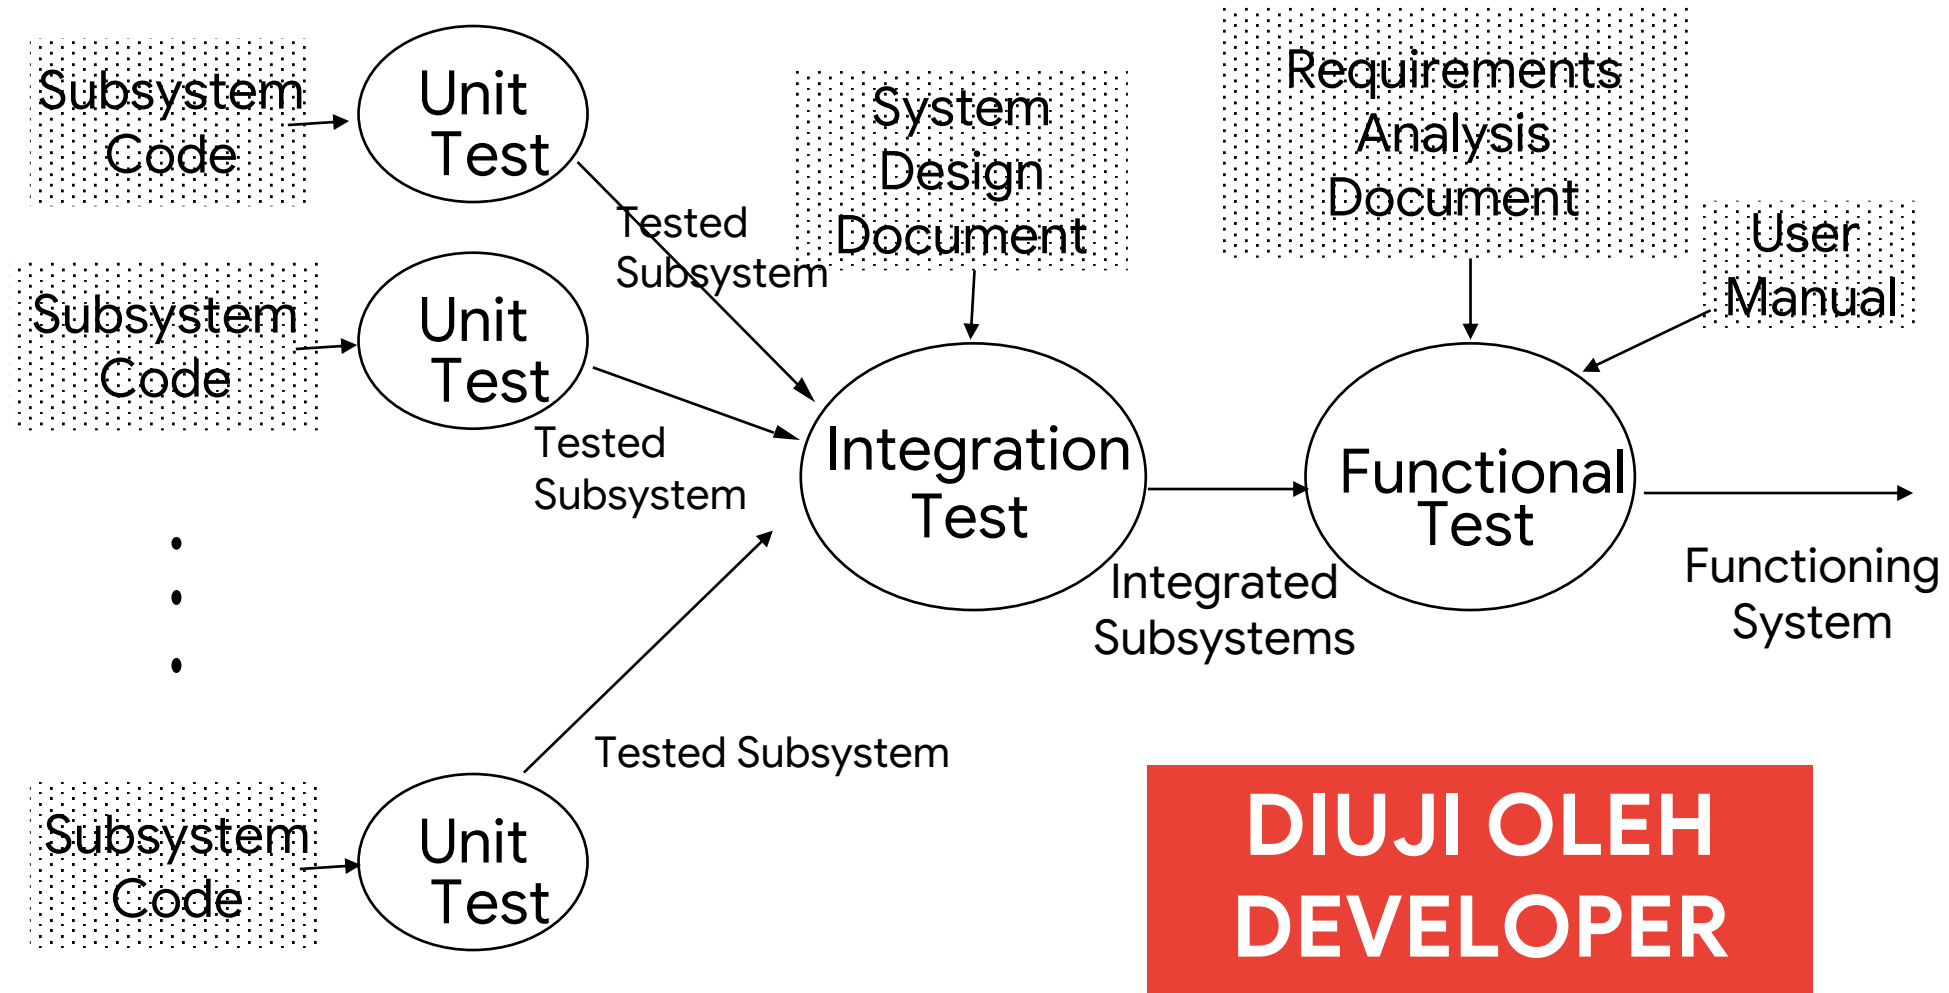 Subsystem
Code
Unit
Test
Tested
Subsystem
System
Design
Document
Requirements
Analysis
Document
User
Manual
Subsystem
Code
Unit
Test
Tested
Subsystem
Integration
Test
Functional
Test
Integrated
Subsystems
Functioning
System
Tested Subsystem
Subsystem
Code
Unit
Test
DIUJI OLEH
DEVELOPER